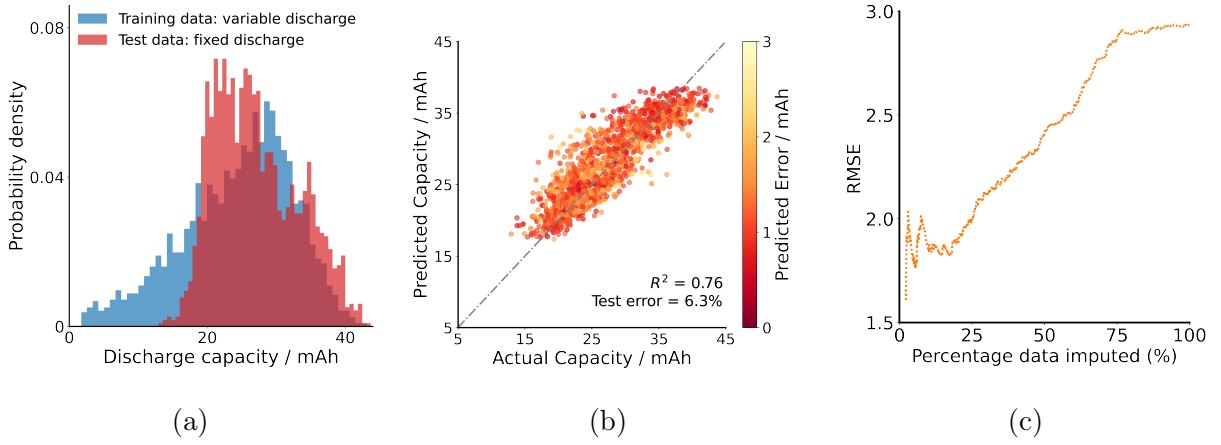 0.08
0.04
0
0
20
40
Probability density
Discharge capacity / mAh
Training data: variable discharge
Test data: fixed discharge
(a)
45
35
25
15
5
5
15
25
35
45
Predicted Capacity / mAh
Actual Capacity / mAh
R² = 0.76
Test error = 6.3%
3
2
1
0
Predicted Error / mAh
(b)
3.0
2.5
2.0
1.5
0
25
50
75
100
RMSE
Percentage data imputed (%)
(c)